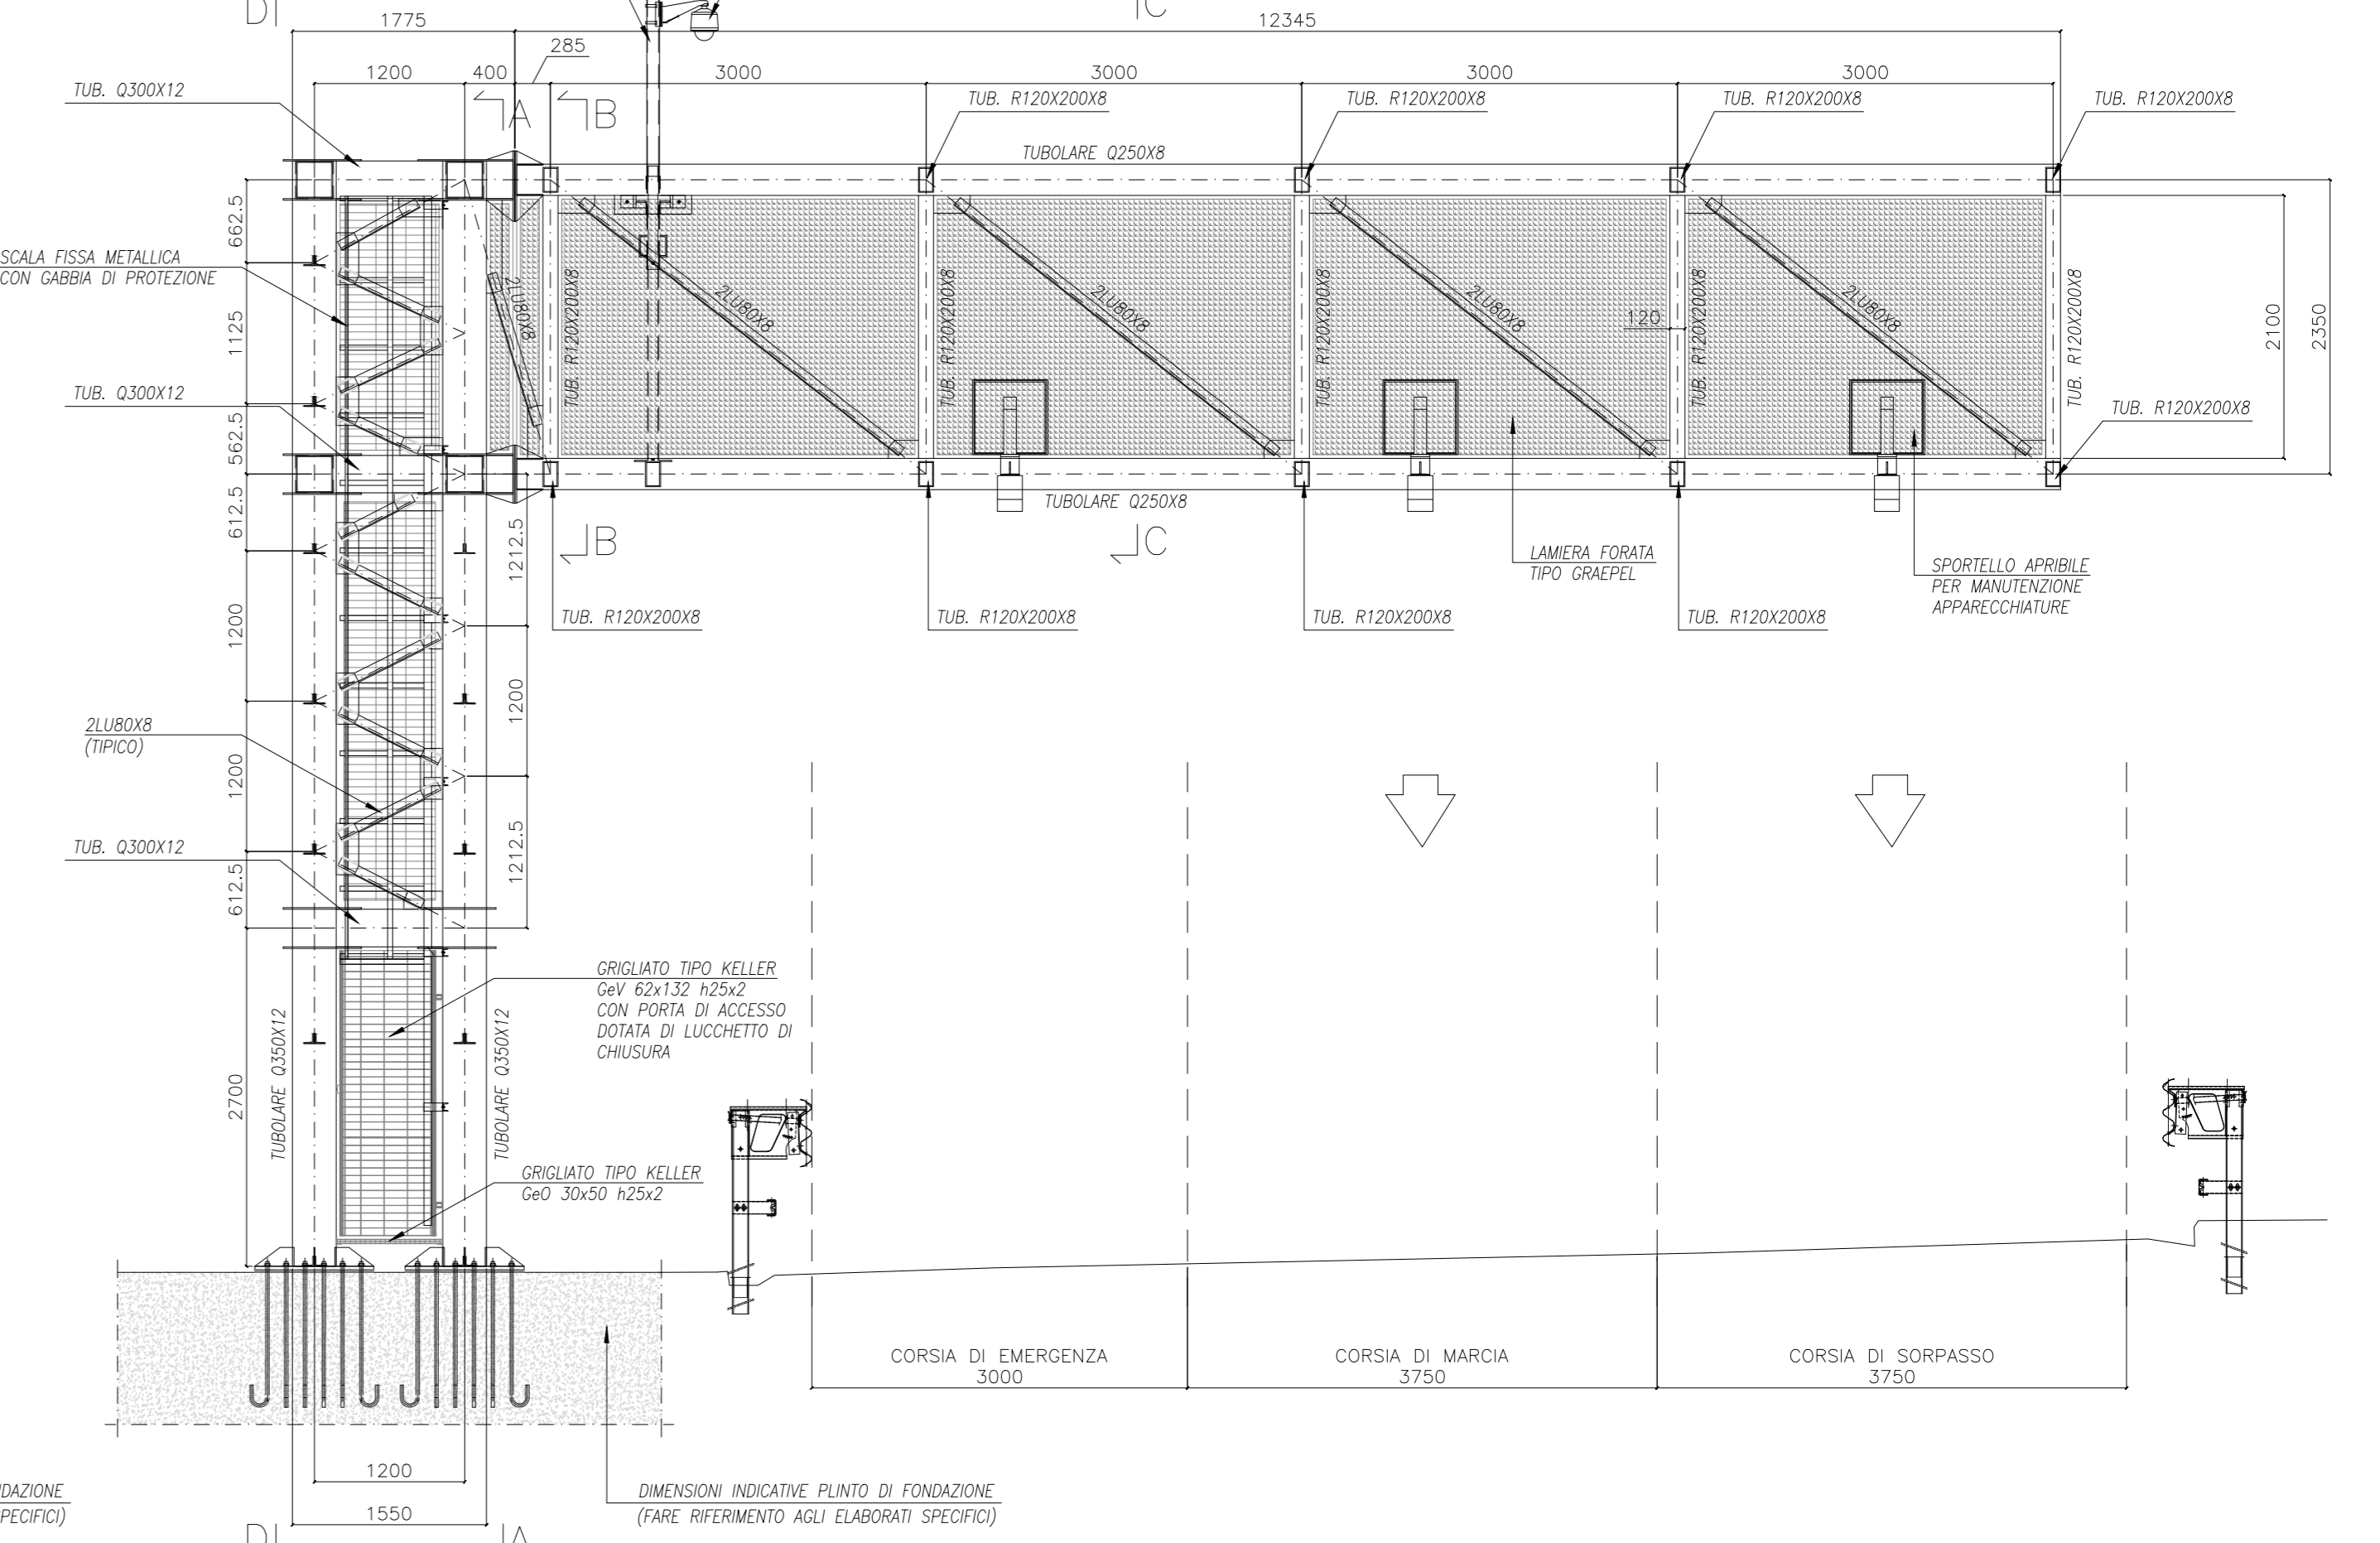 D
C
1775
12345
285
1200
400
3000
3000
3000
3000
TUB. Q300X12
A
B
TUB. R120X200X8
TUB. R120X200X8
TUB. R120X200X8
TUB. R120X200X8
TUBOLARE Q250X8
662.5
SCALA FISSA METALLICA
CON GABBIA DI PROTEZIONE
1125
2LU80X8
TUB. R120X200X8
2LU80X8
TUB. R120X200X8
2LU80X8
TUB. R120X200X8
2LU80X8
120
TUB. R120X200X8
2LU80X8
TUB. R120X200X8
2100
2350
TUB. Q300X12
562.5
TUB. R120X200X8
612.5
TUBOLARE Q250X8
1212.5
B
C
LAMIERA FORATA
TIPO GRAEPEL
SPORTELLO APRIBILE
PER MANUTENZIONE
APPARECCHIATURE
1200
TUB. R120X200X8
TUB. R120X200X8
TUB. R120X200X8
TUB. R120X200X8
1200
2LU80X8
(TIPICO)
1200
TUB. Q300X12
1212.5
612.5
GRIGLIATO TIPO KELLER
GeV 62x132 h25x2
CON PORTA DI ACCESSO
DOTATA DI LUCCHETTO DI
CHIUSURA
2700
TUBOLARE Q350X12
TUBOLARE Q350X12
GRIGLIATO TIPO KELLER
GeO 30x50 h25x2
CORSIA DI EMERGENZA
3000
CORSIA DI MARCIA
3750
CORSIA DI SORPASSO
3750
1200
1550
DIMENSIONI INDICATIVE PLINTO DI FONDAZIONE
(FARE RIFERIMENTO AGLI ELABORATI SPECIFICI)
NDAZIONE
SPECIFICI)
D
A